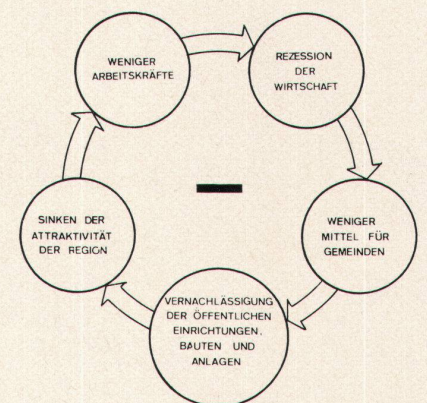 WENIGER
ARBEITSKRÄFTE
REZESSION
DER
WIRTSCHAFT
WENIGER
MITTEL FÜR
GEMEINDEN
VERNACHLÄSSIGUNG
DER ÖFFENTLICHEN
EINRICHTUNGEN,
BAUTEN UND
ANLAGEN
SINKEN DER
ATTRAKTIVITÄT
DER REGION